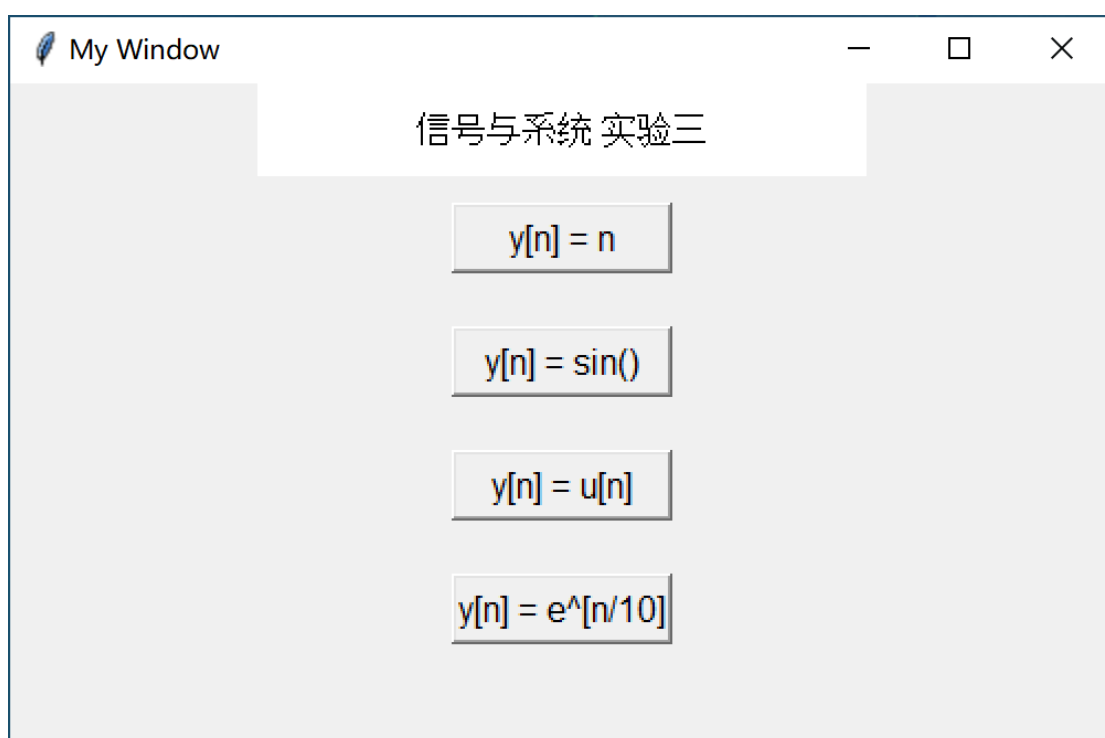 My Window
信号与系统 实验三
y[n] = n
y[n] = sin()
y[n] = u[n]
y[n] = e^[n/10]